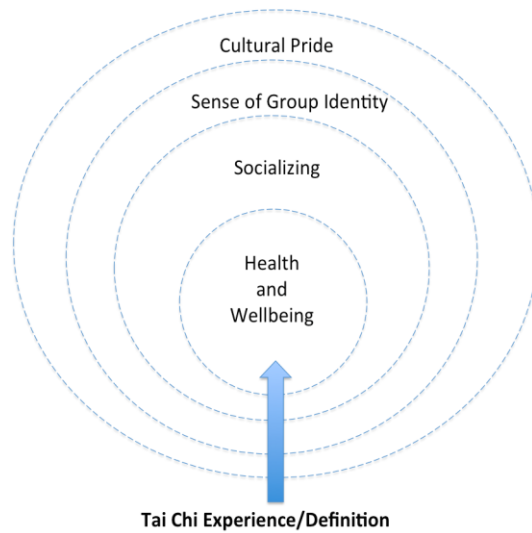 Cultural Pride
Sense of Group Identity
Socializing
Health
and
Wellbeing
Tai Chi Experience/Definition